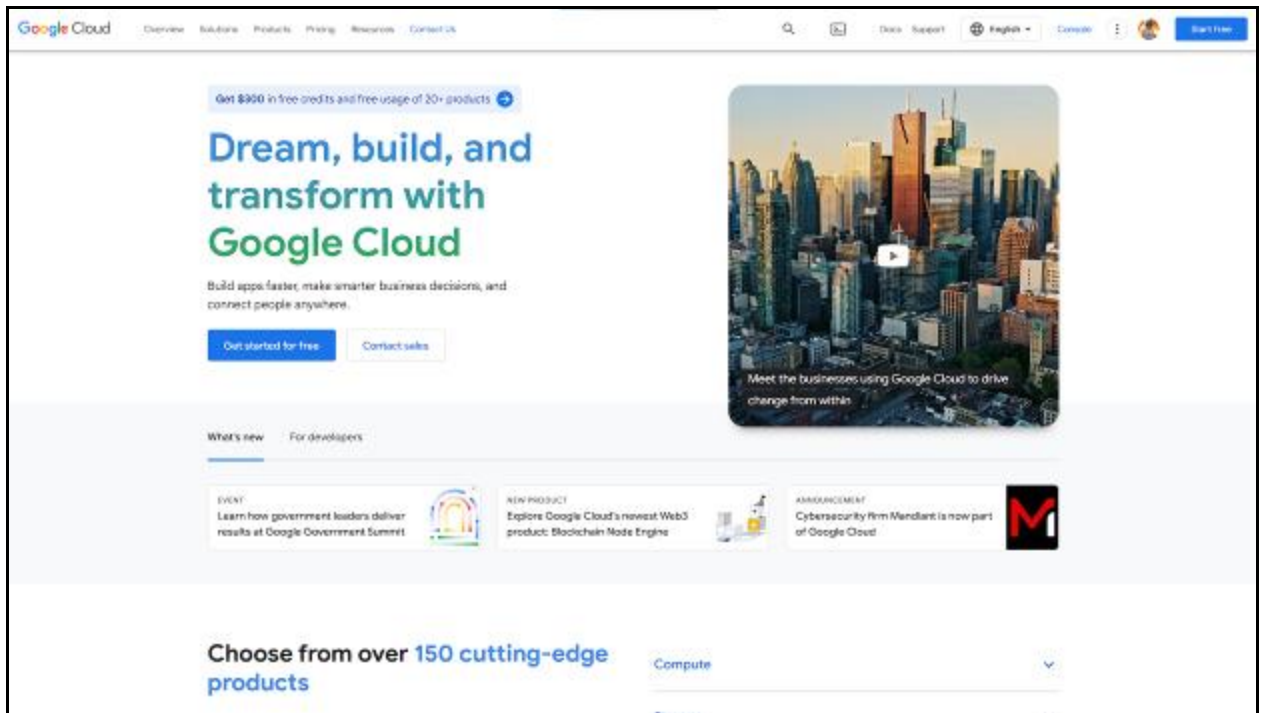 Google Cloud
Overview Solutions Products Pricing Resources Contact Us
Docs Support English Console Start free
Get $300 in free credits and free usage of 20+ products
Dream, build, and
transform with
Google Cloud
Build apps faster, make smarter business decisions, and
connect people anywhere.
Get started for free Contact sales
Meet the businesses using Google Cloud to drive
change from within
What's new For developers
EVENT
Learn how government leaders deliver
results at Google Government Summit
NEW PRODUCT
Explore Google Cloud's newest Web3
product: Blockchain Node Engine
ANNOUNCEMENT
Cybersecurity firm Mandiant is now part
of Google Cloud
Choose from over 150 cutting-edge
products
Compute